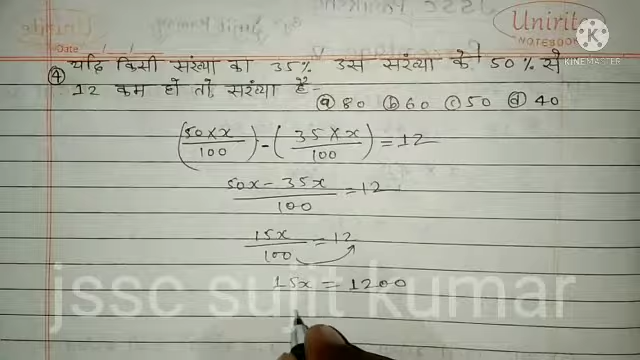 Unirite
NOTEBOOK
KINEMASTER
Date / /
④ यदि किसी संख्या का 35% उस संख्या के 50% से
12 कम हो तो संख्या है-
ⓐ 80 ⓑ 60 ⓒ 50 ⓓ 40
(50×x/100) - (35×x/100) = 12
50x - 35x/100 = 12
15x/100 = 12
15x = 1200
jssc sujit kumar